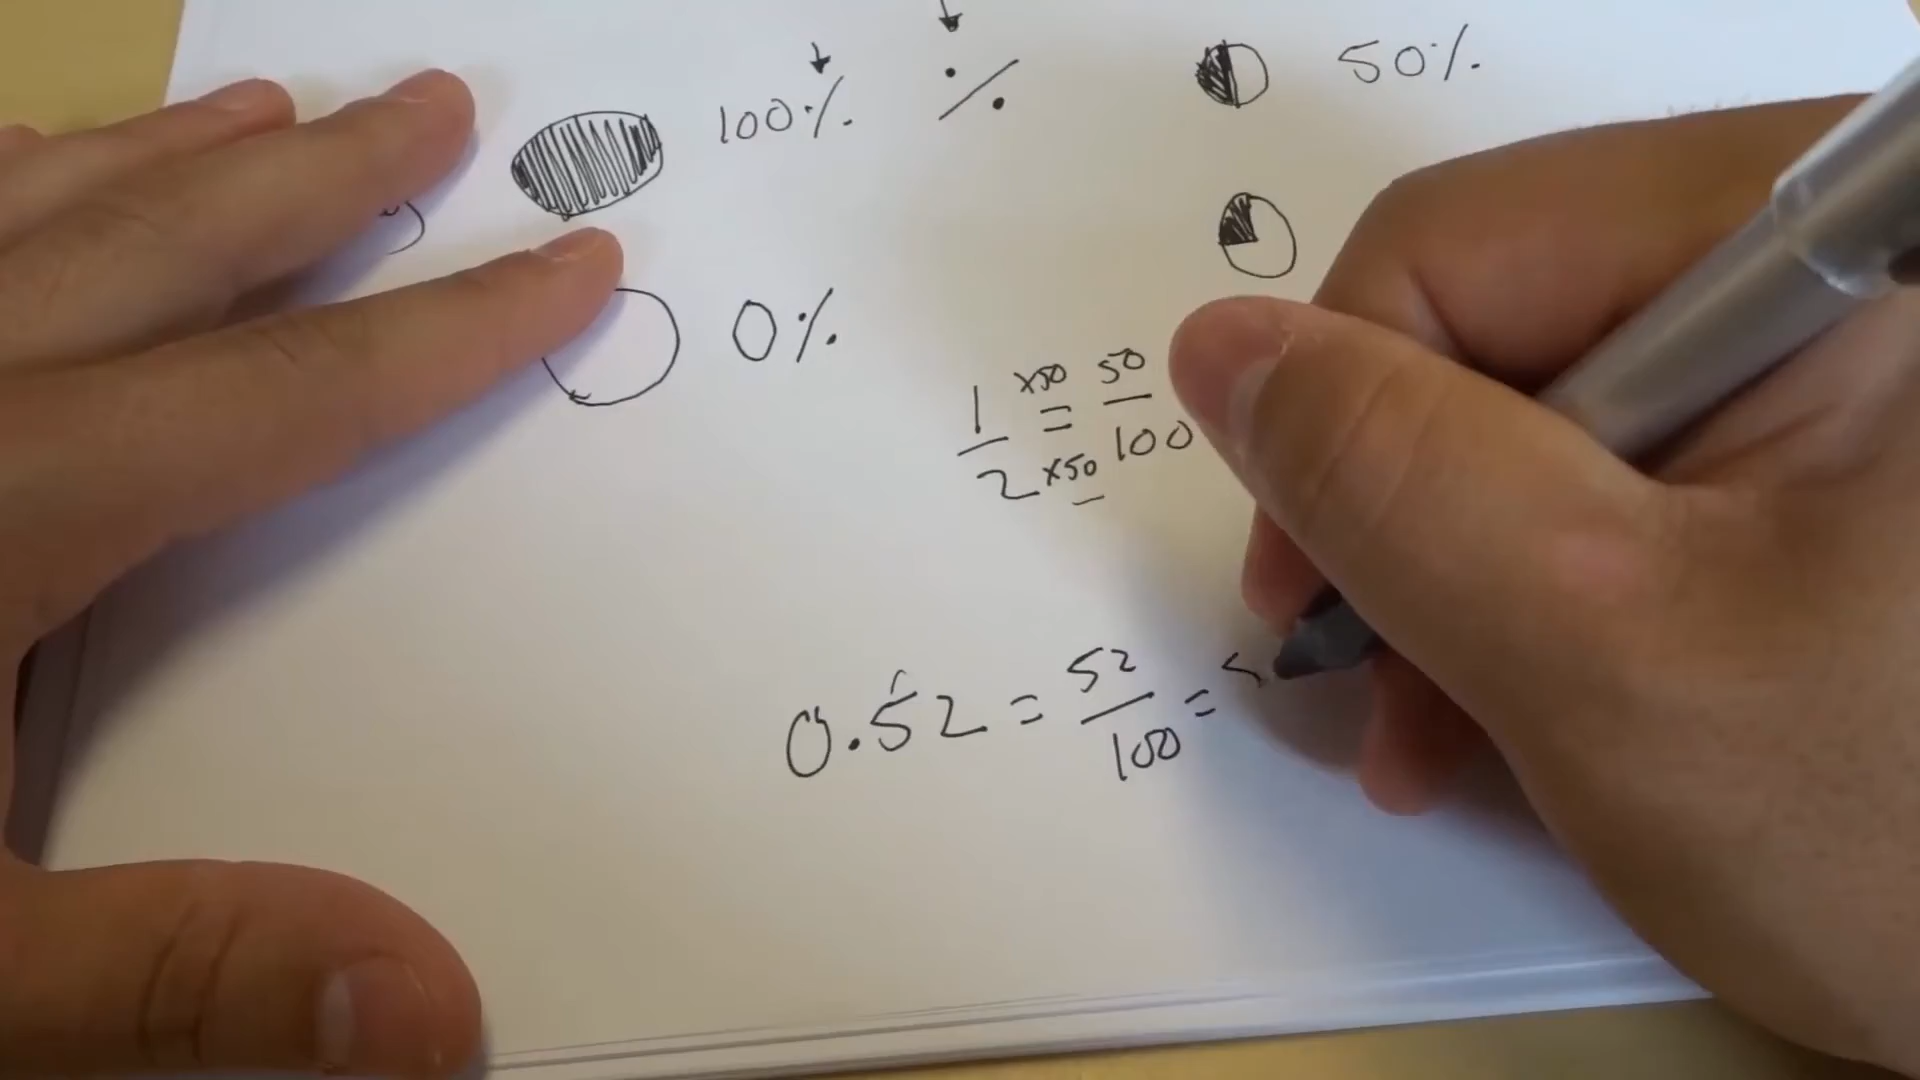 100% % 50%
0%
1/2 ×50 = ×50 50/100
0.52 = 52/100 =